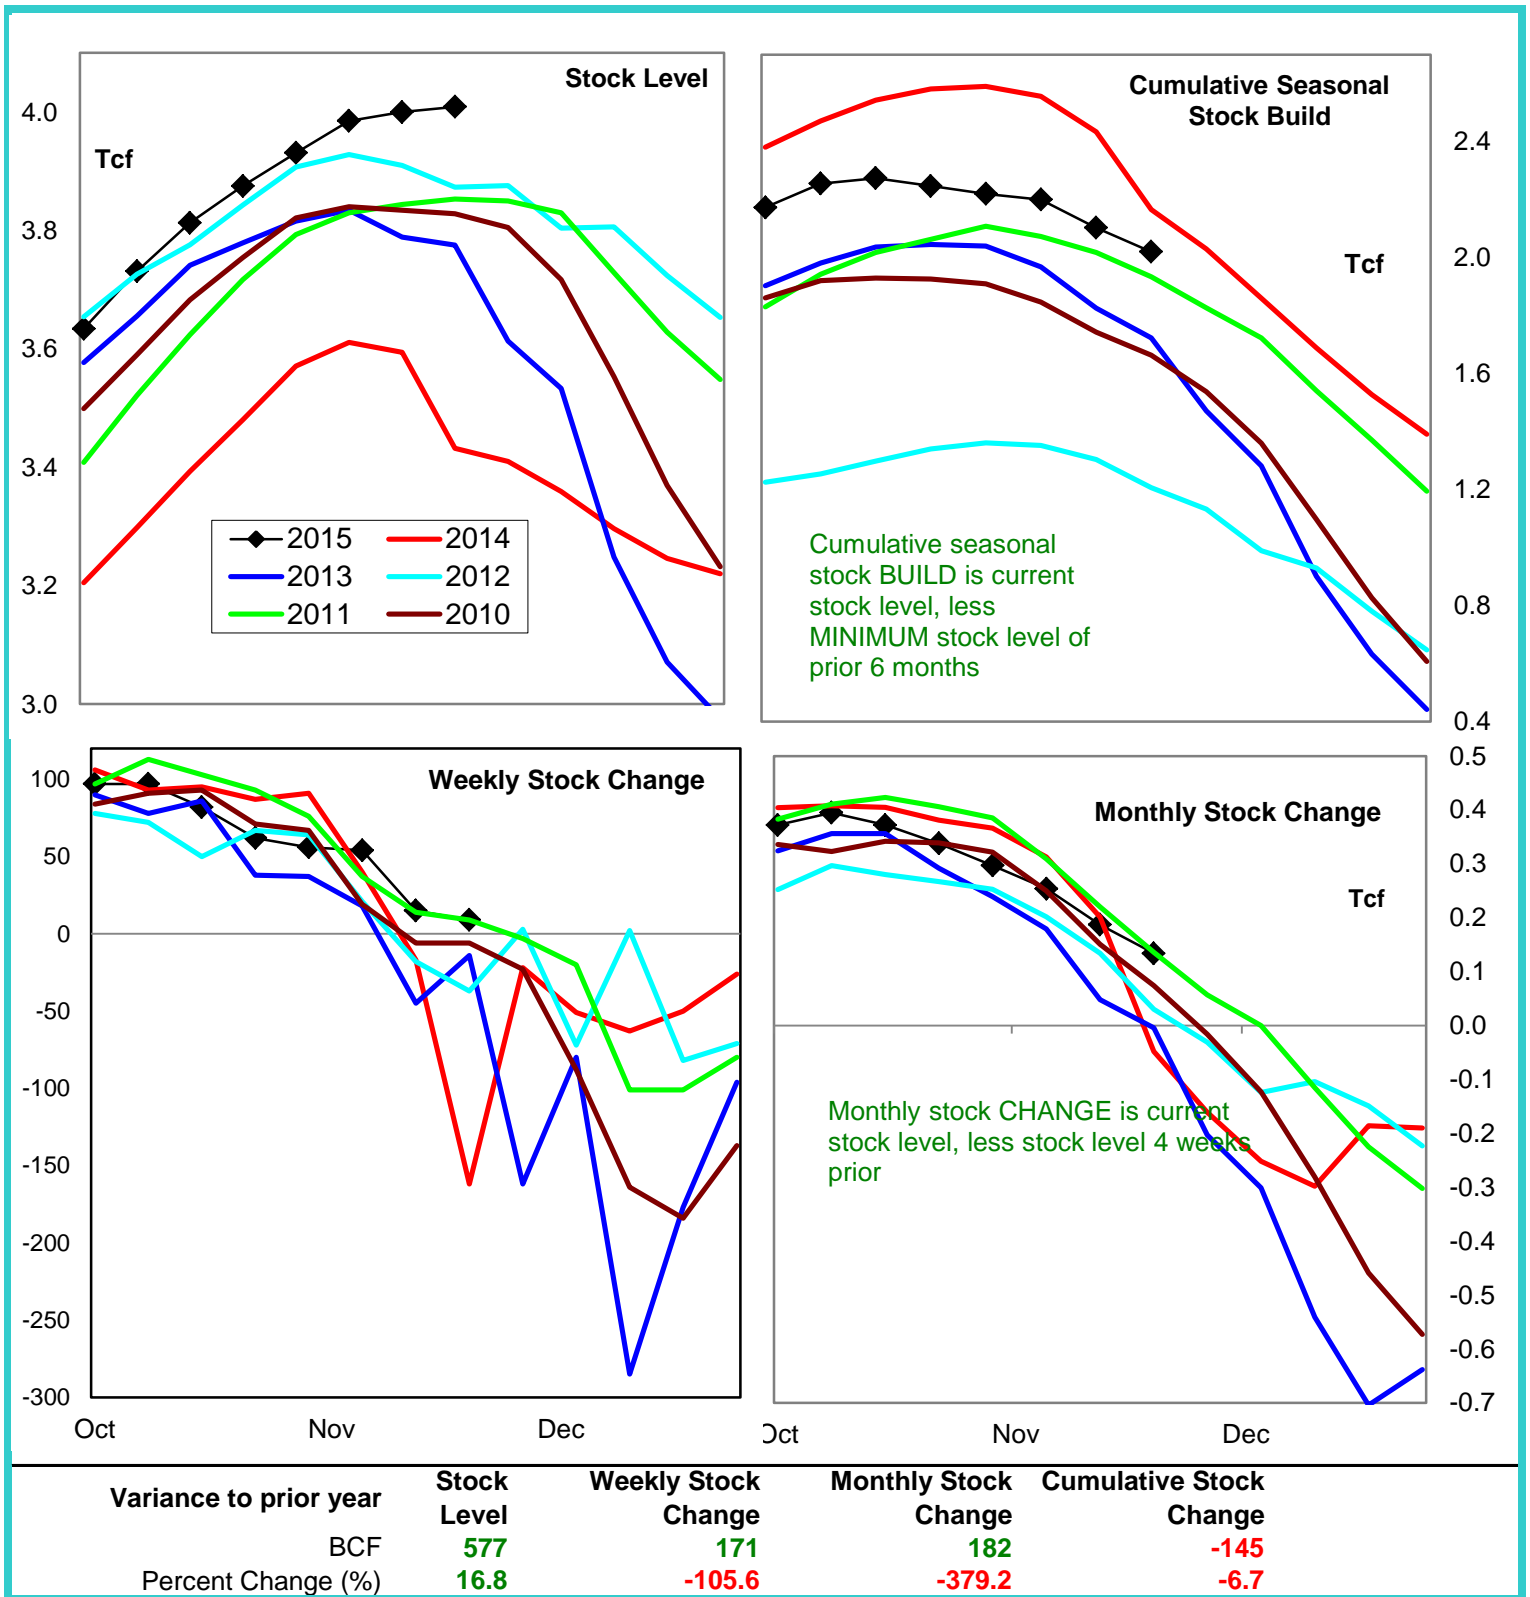 Stock Level
Tcf
4.0
3.8
3.6
3.4
3.2
3.0
2015
2014
2013
2012
2011
2010
Cumulative Seasonal
Stock Build
Tcf
2.4
2.0
1.6
1.2
0.8
0.4
Cumulative seasonal
stock BUILD is current
stock level, less
MINIMUM stock level of
prior 6 months
Weekly Stock Change
100
50
0
-50
-100
-150
-200
-250
-300
Oct
Nov
Dec
Monthly Stock Change
Tcf
0.5
0.4
0.3
0.2
0.1
0.0
-0.1
-0.2
-0.3
-0.4
-0.5
-0.6
-0.7
Monthly stock CHANGE is current
stock level, less stock level 4 weeks
prior
Oct
Nov
Dec
Variance to prior year
Stock
Level
Weekly Stock
Change
Monthly Stock
Change
Cumulative Stock
Change
BCF 577 171 182 -145
Percent Change (%) 16.8 -105.6 -379.2 -6.7